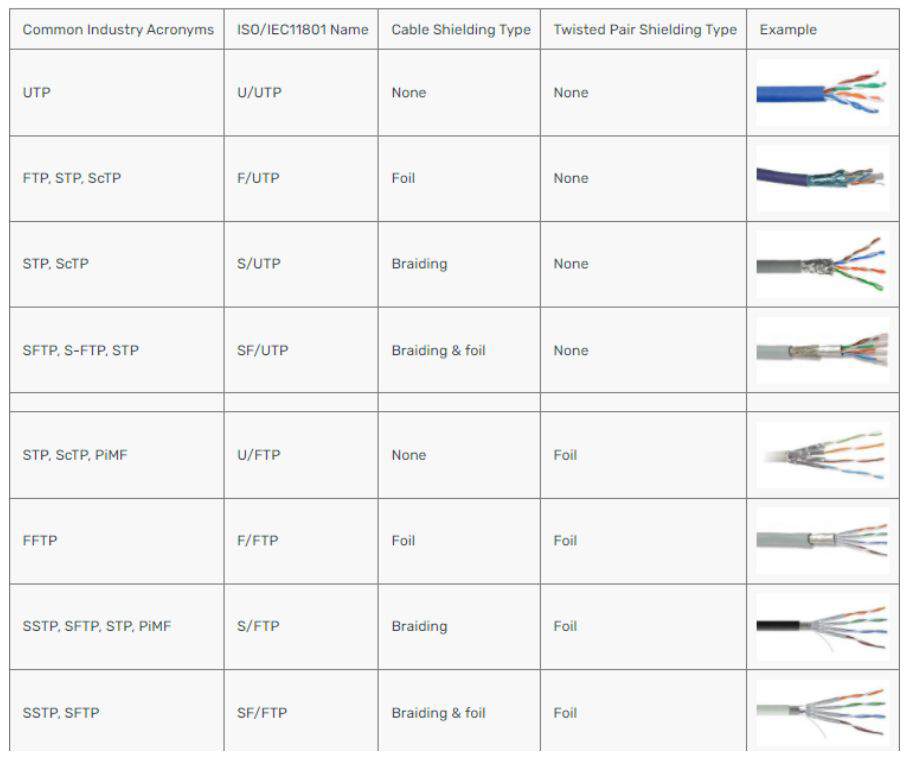 Common Industry Acronyms ISO/IEC11801 Name Cable Shielding Type Twisted Pair Shielding Type Example
UTP U/UTP None None
FTP, STP, ScTP F/UTP Foil None
STP, ScTP S/UTP Braiding None
SFTP, S-FTP, STP SF/UTP Braiding & foil None
STP, ScTP, PiMF U/FTP None Foil
FFTP F/FTP Foil Foil
SSTP, SFTP, STP, PiMF S/FTP Braiding Foil
SSTP, SFTP SF/FTP Braiding & foil Foil